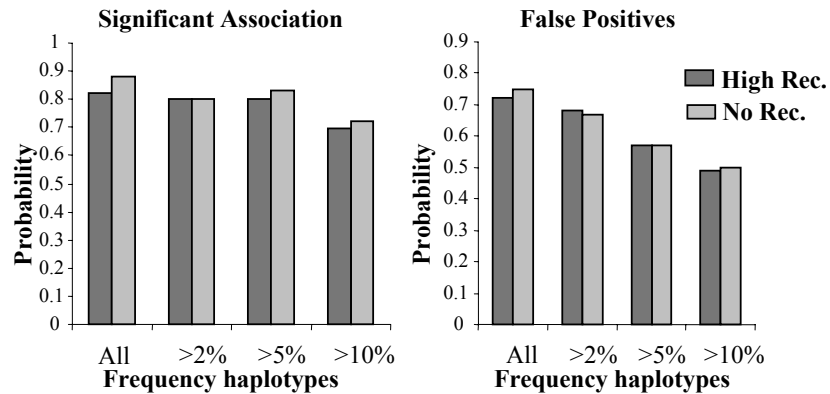 Significant Association
1
0.9
0.8
0.7
0.6
0.5
0.4
0.3
0.2
0.1
0
Probability
All >2% >5% >10%
Frequency haplotypes
False Positives
0.9
0.8
0.7
0.6
0.5
0.4
0.3
0.2
0.1
0
Probability
High Rec.
No Rec.
All >2% >5% >10%
Frequency haplotypes